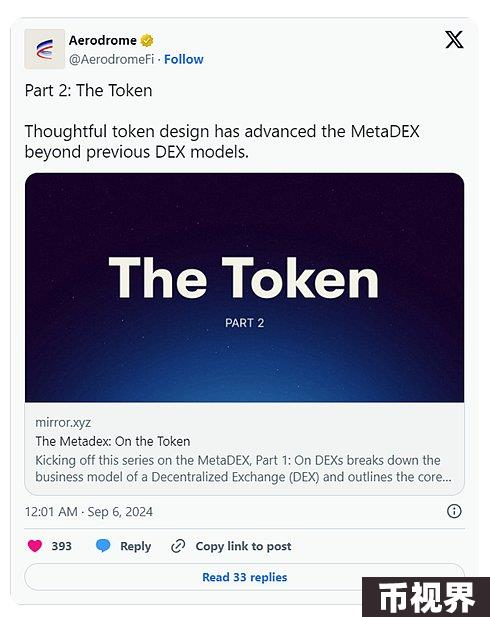 Aerodrome
@AerodromeFi · Follow
Part 2: The Token
Thoughtful token design has advanced the MetaDEX
beyond previous DEX models.
The Token
PART 2
mirror.xyz
The Metadex: On the Token
Kicking off this series on the MetaDEX, Part 1: On DEXs breaks down the
business model of a Decentralized Exchange (DEX) and outlines the core...
12:01 AM · Sep 6, 2024
393 Reply Copy link to post
Read 33 replies
币视界